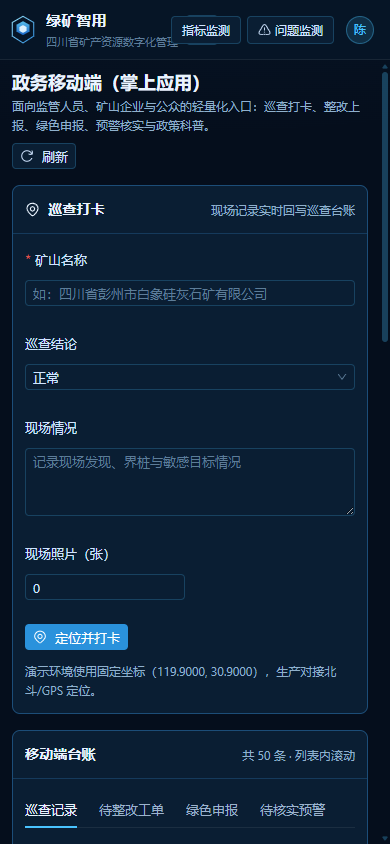 绿矿智用
四川省矿产资源数字化管理
指标监测
问题监测
陈
政务移动端（掌上应用）
面向监管人员、矿山企业与公众的轻量化入口：巡查打卡、整改上
报、绿色申报、预警核实与政策科普。
刷新
巡查打卡
现场记录实时回写巡查台账
* 矿山名称
如：四川省彭州市白象硅灰石矿有限公司
巡查结论
正常
现场情况
记录现场发现、界桩与敏感目标情况
现场照片（张）
0
定位并打卡
演示环境使用固定坐标（119.9000, 30.9000），生产对接北
斗/GPS 定位。
移动端台账
共 50 条 · 列表内滚动
巡查记录 待整改工单 绿色申报 待核实预警